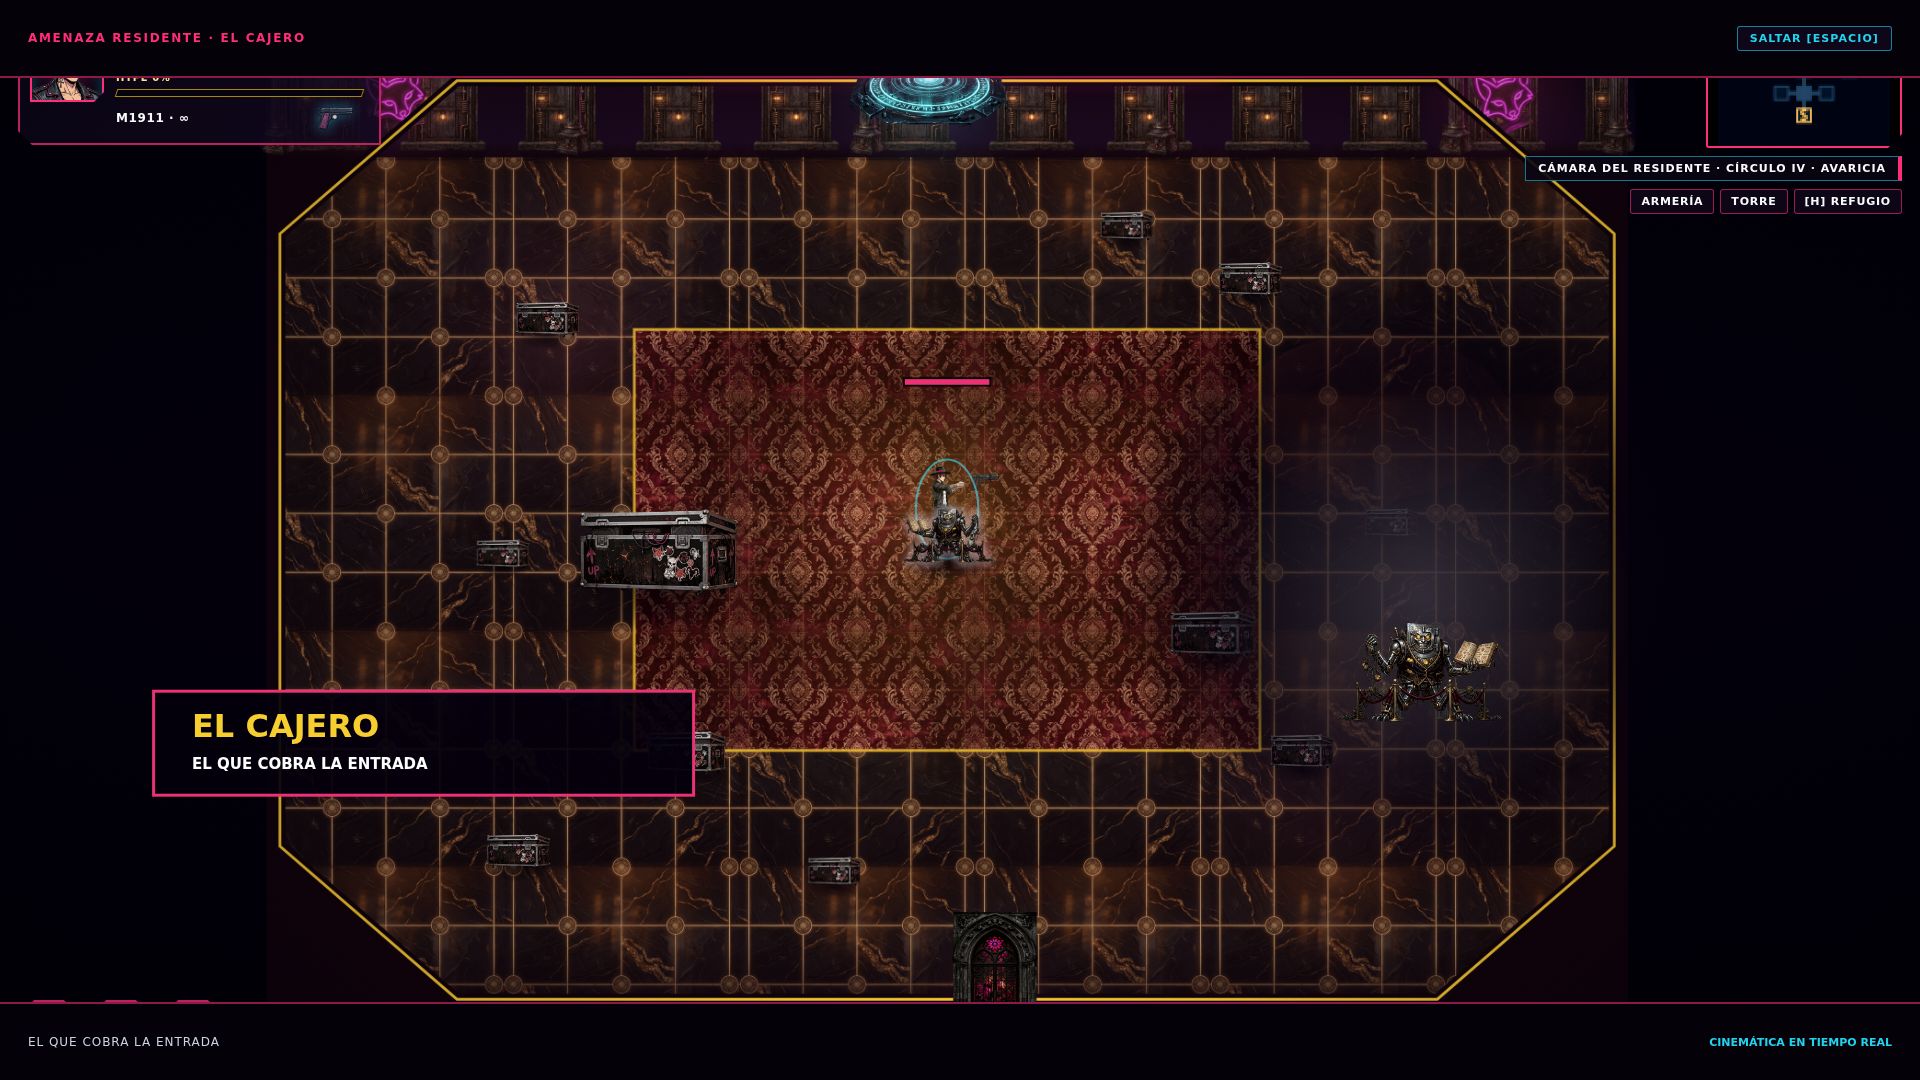 AMENAZA RESIDENTE · EL CAJERO
SALTAR [ESPACIO]
M1911 · ∞
CÁMARA DEL RESIDENTE · CÍRCULO IV · AVARICIA
ARMERÍA
TORRE
[H] REFUGIO
UP
EL CAJERO
EL QUE COBRA LA ENTRADA
EL QUE COBRA LA ENTRADA
CINEMÁTICA EN TIEMPO REAL